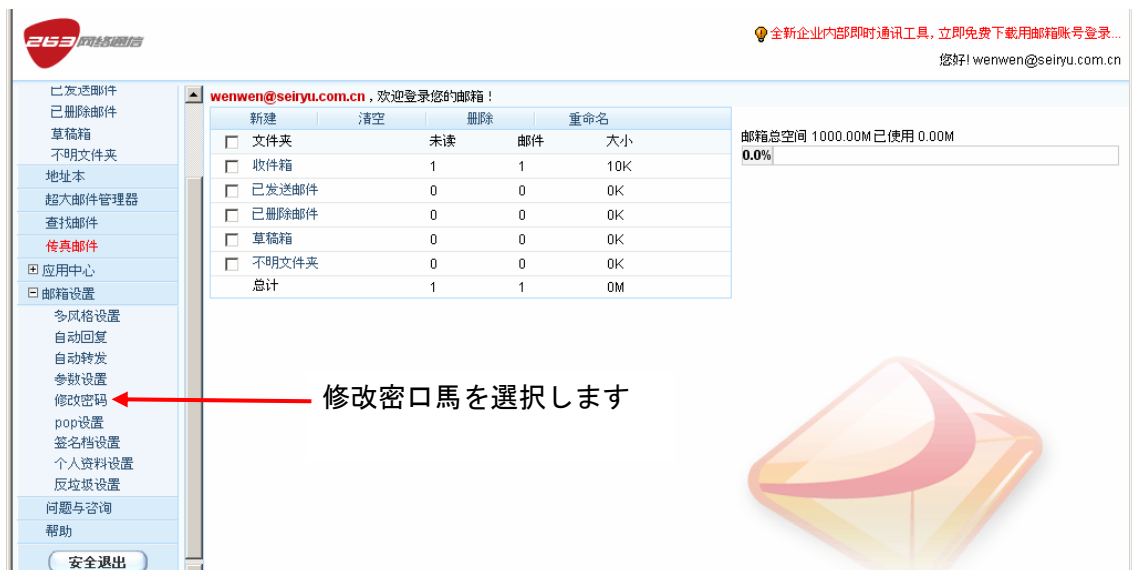 263网络通信
全新企业内部即时通讯工具，立即免费下载用邮箱账号登录...
您好! wenwen@seiryu.com.cn
已发送邮件
已删除邮件
草稿箱
不明文件夹
地址本
超大邮件管理器
查找邮件
传真邮件
应用中心
邮箱设置
多风格设置
自动回复
自动转发
参数设置
修改密码
pop设置
签名档设置
个人资料设置
反垃圾设置
问题与咨询
帮助
安全退出
wenwen@seiryu.com.cn，欢迎登录您的邮箱！
新建 清空 删除 重命名
文件夹 未读 邮件 大小
收件箱 1 1 10K
已发送邮件 0 0 0K
已删除邮件 0 0 0K
草稿箱 0 0 0K
不明文件夹 0 0 0K
总计 1 1 0M
邮箱总空间 1000.00M 已使用 0.00M
0.0%
修改密口馬を選択します